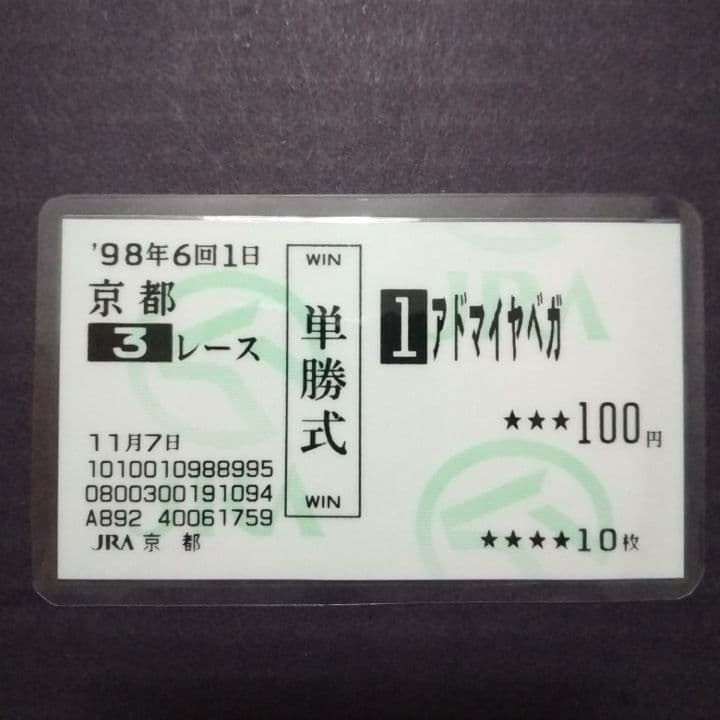 '98年6回1日
京都
3レース
11月7日
1010010988995
0800300191094
A892 40061759
JRA 京 都
WIN
単勝式
WIN
1アドマイヤベガ
★★★100円
★★★★10枚
JRA
JRA